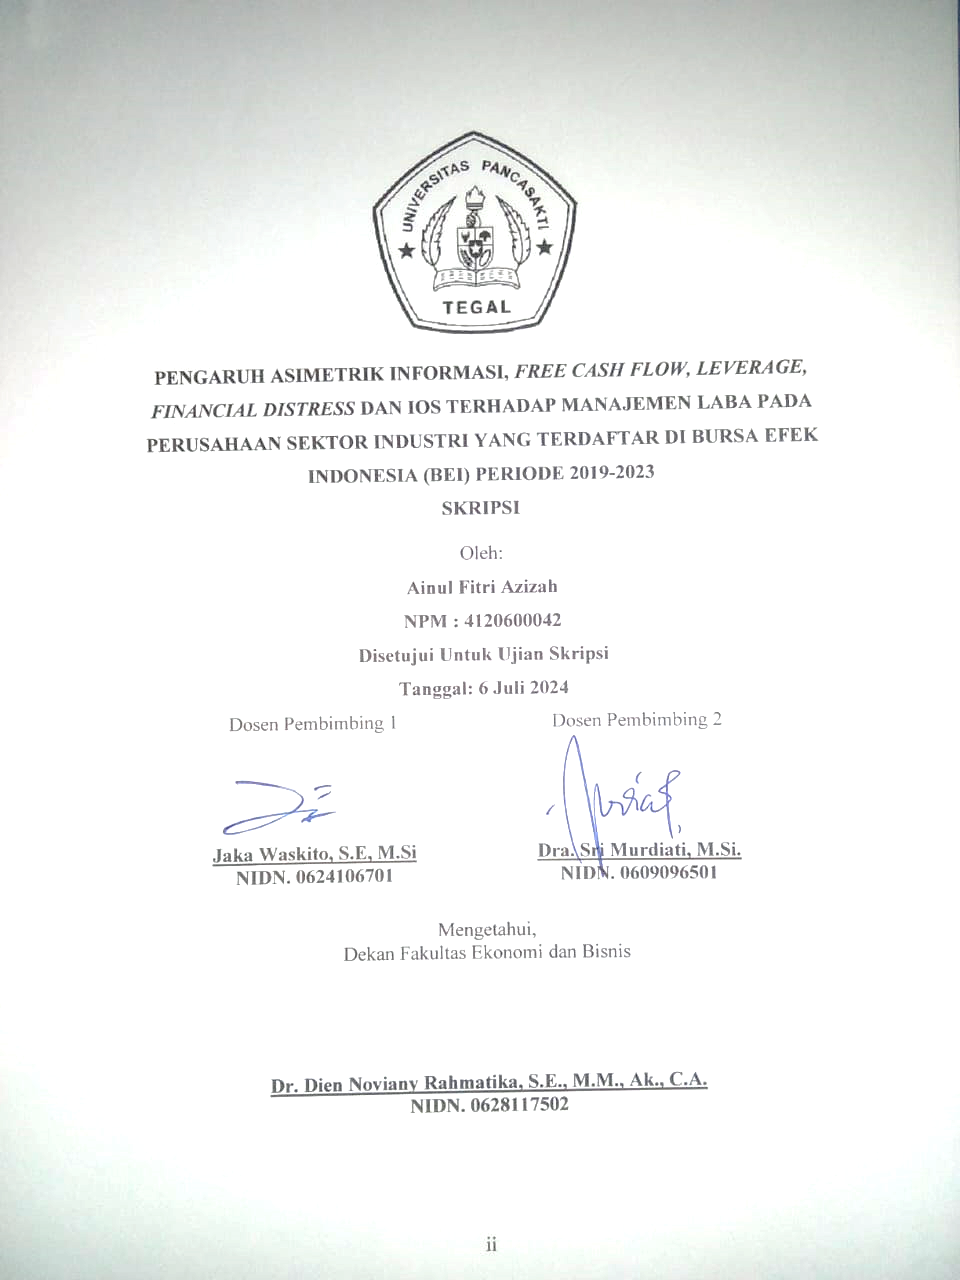 UNIVERSITAS PANCASAKTI
TEGAL
PENGARUH ASIMETRIK INFORMASI, FREE CASH FLOW, LEVERAGE,
FINANCIAL DISTRESS DAN IOS TERHADAP MANAJEMEN LABA PADA
PERUSAHAAN SEKTOR INDUSTRI YANG TERDAFTAR DI BURSA EFEK
INDONESIA (BEI) PERIODE 2019-2023
SKRIPSI
Oleh:
Ainul Fitri Azizah
NPM : 4120600042
Disetujui Untuk Ujian Skripsi
Tanggal: 6 Juli 2024
Dosen Pembimbing 1
Dosen Pembimbing 2
Jaka Waskito, S.E, M.Si
NIDN. 0624106701
Dra. Sri Murdiati, M.Si.
NIDN. 0609096501
Mengetahui,
Dekan Fakultas Ekonomi dan Bisnis
Dr. Dien Noviany Rahmatika, S.E., M.M., Ak., C.A.
NIDN. 0628117502
ii